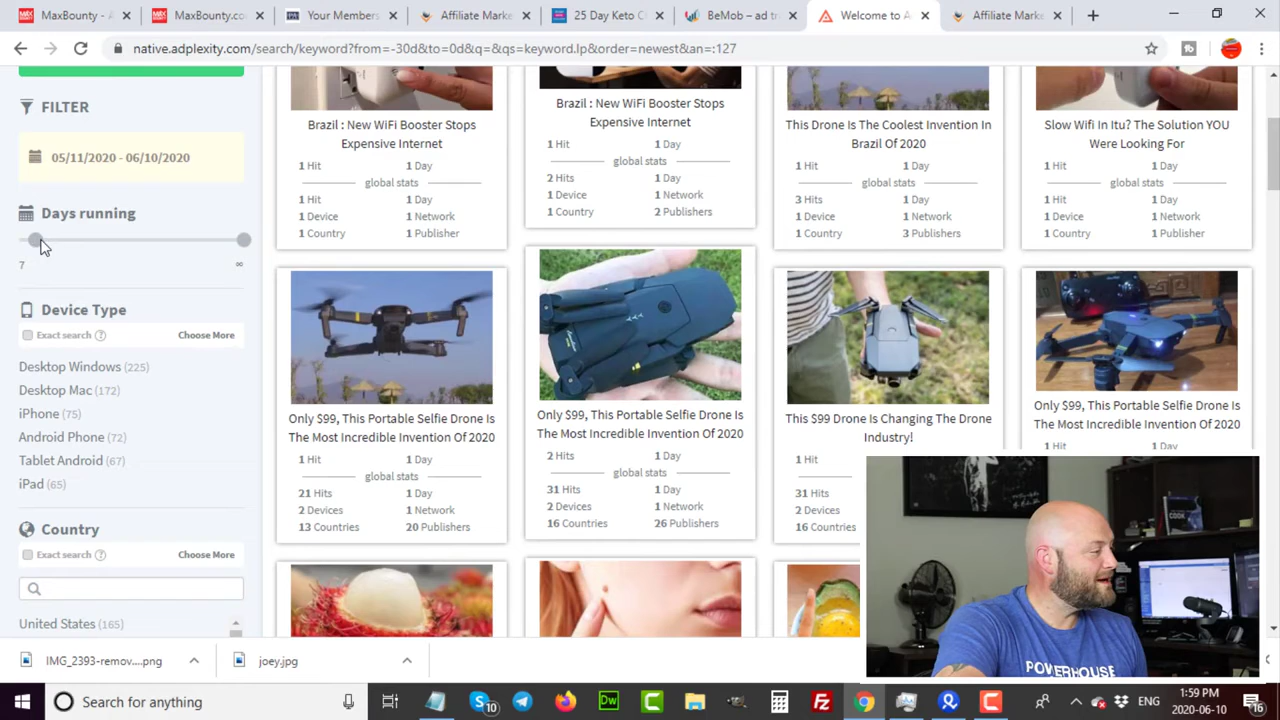 MaxBounty - A
MaxBounty.co
Your Members
Affiliate Marke
25 Day Keto C
BeMob – ad t
Welcome to A
Affiliate Marke
native.adplexity.com/search/keyword?from=-30d&to=0d&q=&qs=keyword.lp&order=newest&an=:127
FILTER
05/11/2020 - 06/10/2020
Days running
7
∞
Device Type
Exact search
Choose More
Desktop Windows (225)
Desktop Mac (172)
iPhone (75)
Android Phone (72)
Tablet Android (67)
iPad (65)
Country
Exact search
Choose More
United States (165)
Brazil : New WiFi Booster Stops
Expensive Internet
1 Hit 1 Day
global stats
1 Hit 1 Day
1 Device 1 Network
1 Country 1 Publisher
Brazil : New WiFi Booster Stops
Expensive Internet
1 Hit 1 Day
global stats
2 Hits 1 Day
1 Device 1 Network
1 Country 2 Publishers
This Drone Is The Coolest Invention In
Brazil Of 2020
1 Hit 1 Day
global stats
3 Hits 1 Day
1 Device 1 Network
1 Country 3 Publishers
Slow Wifi In Itu? The Solution YOU
Were Looking For
1 Hit 1 Day
global stats
1 Hit 1 Day
1 Device 1 Network
1 Country 1 Publisher
Only $99, This Portable Selfie Drone Is
The Most Incredible Invention Of 2020
1 Hit 1 Day
global stats
21 Hits 1 Day
2 Devices 1 Network
13 Countries 20 Publishers
Only $99, This Portable Selfie Drone Is
The Most Incredible Invention Of 2020
2 Hits 1 Day
global stats
31 Hits 1 Day
2 Devices 1 Network
16 Countries 26 Publishers
This $99 Drone Is Changing The Drone
Industry!
1 Hit
31 Hits
2 Devices
16 Countries
Only $99, This Portable Selfie Drone Is
The Most Incredible Invention Of 2020
1 Hit 1 Day
COOK
POWERHOUSE
IMG_2393-remov....png
joey.jpg
Search for anything
10
Dw
ENG
1:59 PM
2020-06-10
16